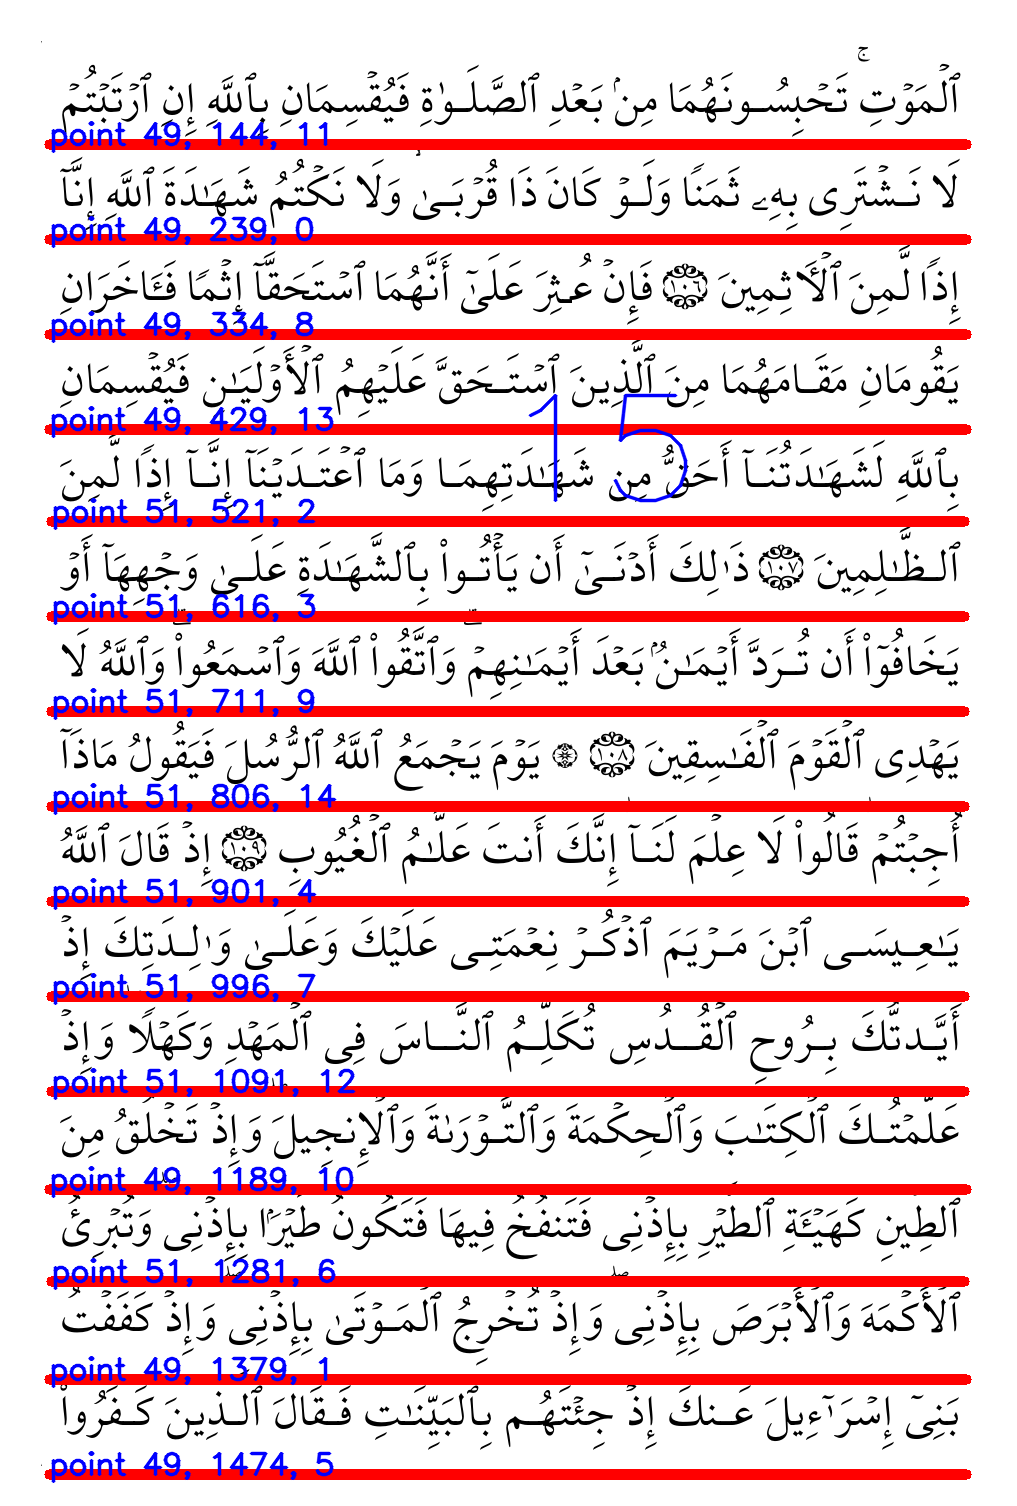 ٱلۡمَوۡتِۚ تَحۡبِسُونَهُمَا مِنۢ بَعۡدِ ٱلصَّلَوٰةِ فَيُقۡسِمَانِ بِٱللَّهِ إِنِ ٱرۡتَبۡتُمۡ
point 49, 144, 11
لَا نَشۡتَرِى بِهِۦ ثَمَنًا وَلَوۡ كَانَ ذَا قُرۡبَىٰ وَلَا نَكۡتُمُ شَهَـٰدَةَ ٱللَّهِ إِنَّآ
point 49, 239, 0
إِذًا لَّمِنَ ٱلۡـَٔاثِمِينَ ١٠٦ فَإِنۡ عُثِرَ عَلَىٰٓ أَنَّهُمَا ٱسۡتَحَقَّآ إِثۡمًا فَـَٔاخَرَانِ
point 49, 334, 8
يَقُومَانِ مَقَامَهُمَا مِنَ ٱلَّذِينَ ٱسۡتَحَقَّ عَلَيۡهِمُ ٱلۡأَوۡلَيَـٰنِ فَيُقۡسِمَانِ
point 49, 429, 13
15
بِٱللَّهِ لَشَهَـٰدَتُنَآ أَحَقُّ مِن شَهَـٰدَتِهِمَا وَمَا ٱعۡتَدَيۡنَآ إِنَّآ إِذًا لَّمِنَ
point 51, 521, 2
ٱلظَّـٰلِمِينَ ١٠٧ ذَٰلِكَ أَدۡنَىٰٓ أَن يَأۡتُوا۟ بِٱلشَّهَـٰدَةِ عَلَىٰ وَجۡهِهَآ أَوۡ
point 51, 616, 3
يَخَافُوٓا۟ أَن تُرَدَّ أَيۡمَـٰنٌۢ بَعۡدَ أَيۡمَـٰنِهِمۡۗ وَٱتَّقُوا۟ ٱللَّهَ وَٱسۡمَعُوا۟ۗ وَٱللَّهُ لَا
point 51, 711, 9
يَهۡدِى ٱلۡقَوۡمَ ٱلۡفَـٰسِقِينَ ١٠٨ ۞ يَوۡمَ يَجۡمَعُ ٱللَّهُ ٱلرُّسُلَ فَيَقُولُ مَاذَآ
point 51, 806, 14
أُجِبۡتُمۡ قَالُوا۟ لَا عِلۡمَ لَنَآ إِنَّكَ أَنتَ عَلَّـٰمُ ٱلۡغُيُوبِ ١٠٩ إِذۡ قَالَ ٱللَّهُ
point 51, 901, 4
يَـٰعِيسَى ٱبۡنَ مَرۡيَمَ ٱذۡكُرۡ نِعۡمَتِى عَلَيۡكَ وَعَلَىٰ وَٰلِدَتِكَ إِذۡ
point 51, 996, 7
أَيَّدتُّكَ بِرُوحِ ٱلۡقُدُسِ تُكَلِّمُ ٱلنَّاسَ فِى ٱلۡمَهۡدِ وَكَهۡلًا وَإِذۡ
point 51, 1091, 12
عَلَّمۡتُكَ ٱلۡكِتَـٰبَ وَٱلۡحِكۡمَةَ وَٱلتَّوۡرَىٰةَ وَٱلۡإِنجِيلَ وَإِذۡ تَخۡلُقُ مِنَ
point 49, 1189, 10
ٱلطِّينِ كَهَيۡـَٔةِ ٱلطَّيۡرِ بِإِذۡنِى فَتَنفُخُ فِيهَا فَتَكُونُ طَيۡرًۢا بِإِذۡنِى وَتُبۡرِئُ
point 51, 1281, 6
ٱلۡأَكۡمَهَ وَٱلۡأَبۡرَصَ بِإِذۡنِى وَإِذۡ تُخۡرِجُ ٱلۡمَوۡتَىٰ بِإِذۡنِى وَإِذۡ كَفَفۡتُ
point 49, 1379, 1
بَنِىٓ إِسۡرَٰٓءِيلَ عَنكَ إِذۡ جِئۡتَهُم بِٱلۡبَيِّنَـٰتِ فَقَالَ ٱلَّذِينَ كَفَرُوا۟
point 49, 1474, 5